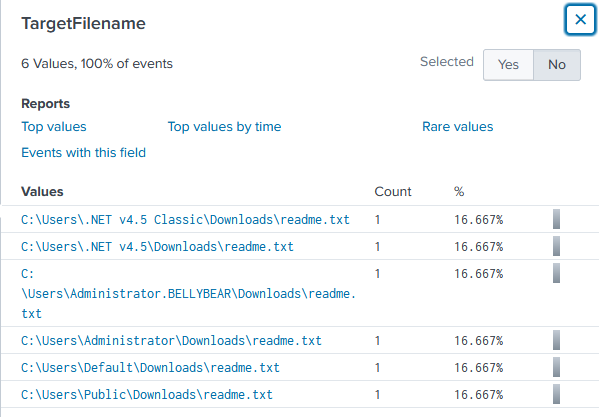 TargetFilename
6 Values, 100% of events
Selected Yes No
Reports
Top values Top values by time Rare values
Events with this field
Values Count %
C:\Users\.NET v4.5 Classic\Downloads\readme.txt 1 16.667%
C:\Users\.NET v4.5\Downloads\readme.txt 1 16.667%
C: 1 16.667%
\Users\Administrator.BELLYBEAR\Downloads\readme.
txt
C:\Users\Administrator\Downloads\readme.txt 1 16.667%
C:\Users\Default\Downloads\readme.txt 1 16.667%
C:\Users\Public\Downloads\readme.txt 1 16.667%